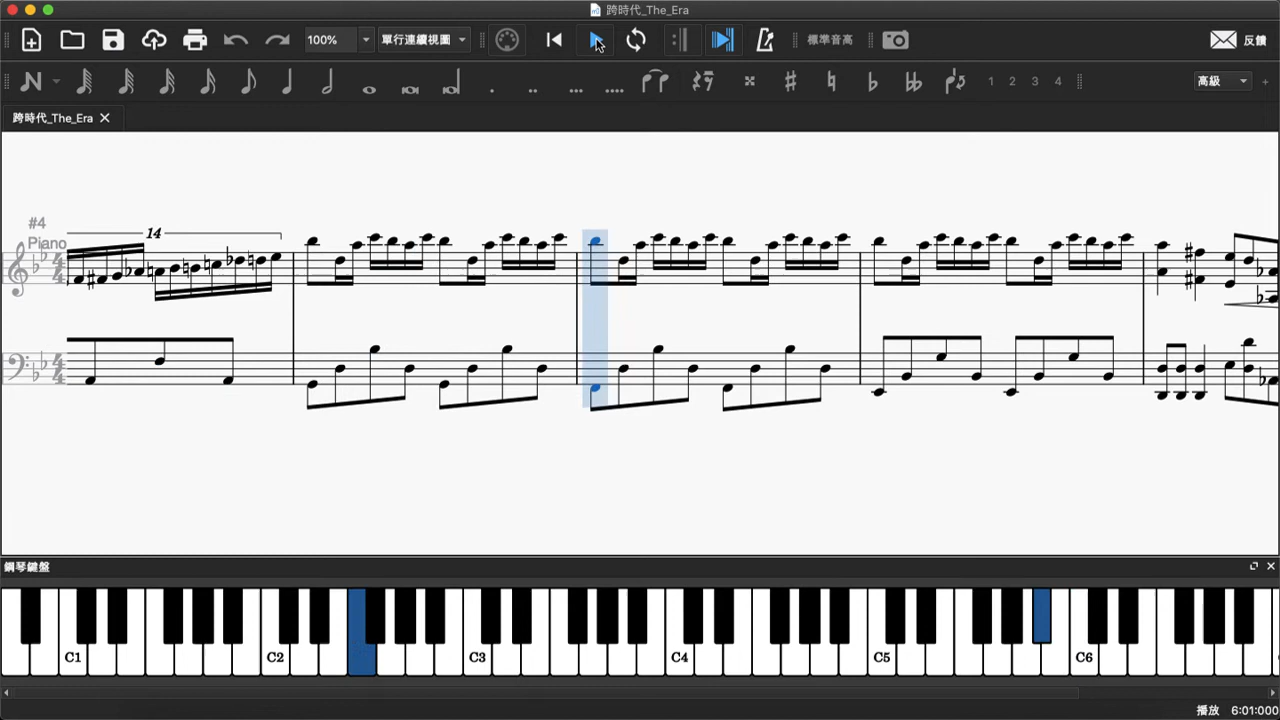 跨時代_The_Era
100% 單行連續視圖 標準音高 反饋
1 2 3 4 高級
跨時代_The_Era
#4
Piano
14
鋼琴鍵盤
C1 C2 C3 C4 C5 C6
播放 6:01:000